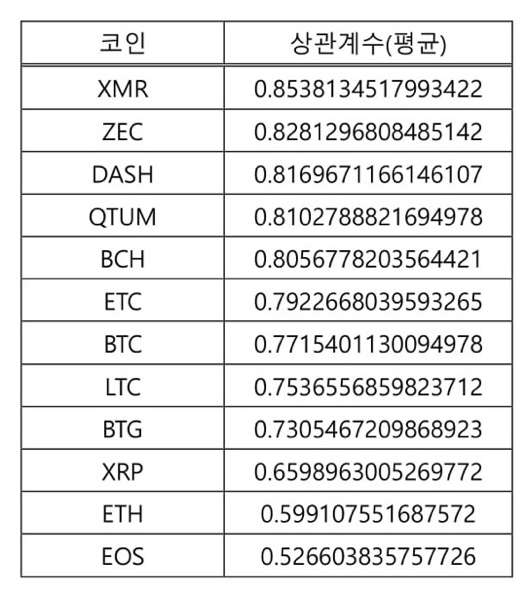 코인 상관계수(평균)
XMR 0.8538134517993422
ZEC 0.8281296808485142
DASH 0.8169671166146107
QTUM 0.8102788821694978
BCH 0.8056778203564421
ETC 0.7922668039593265
BTC 0.7715401130094978
LTC 0.7536556859823712
BTG 0.7305467209868923
XRP 0.6598963005269772
ETH 0.599107551687572
EOS 0.526603835757726